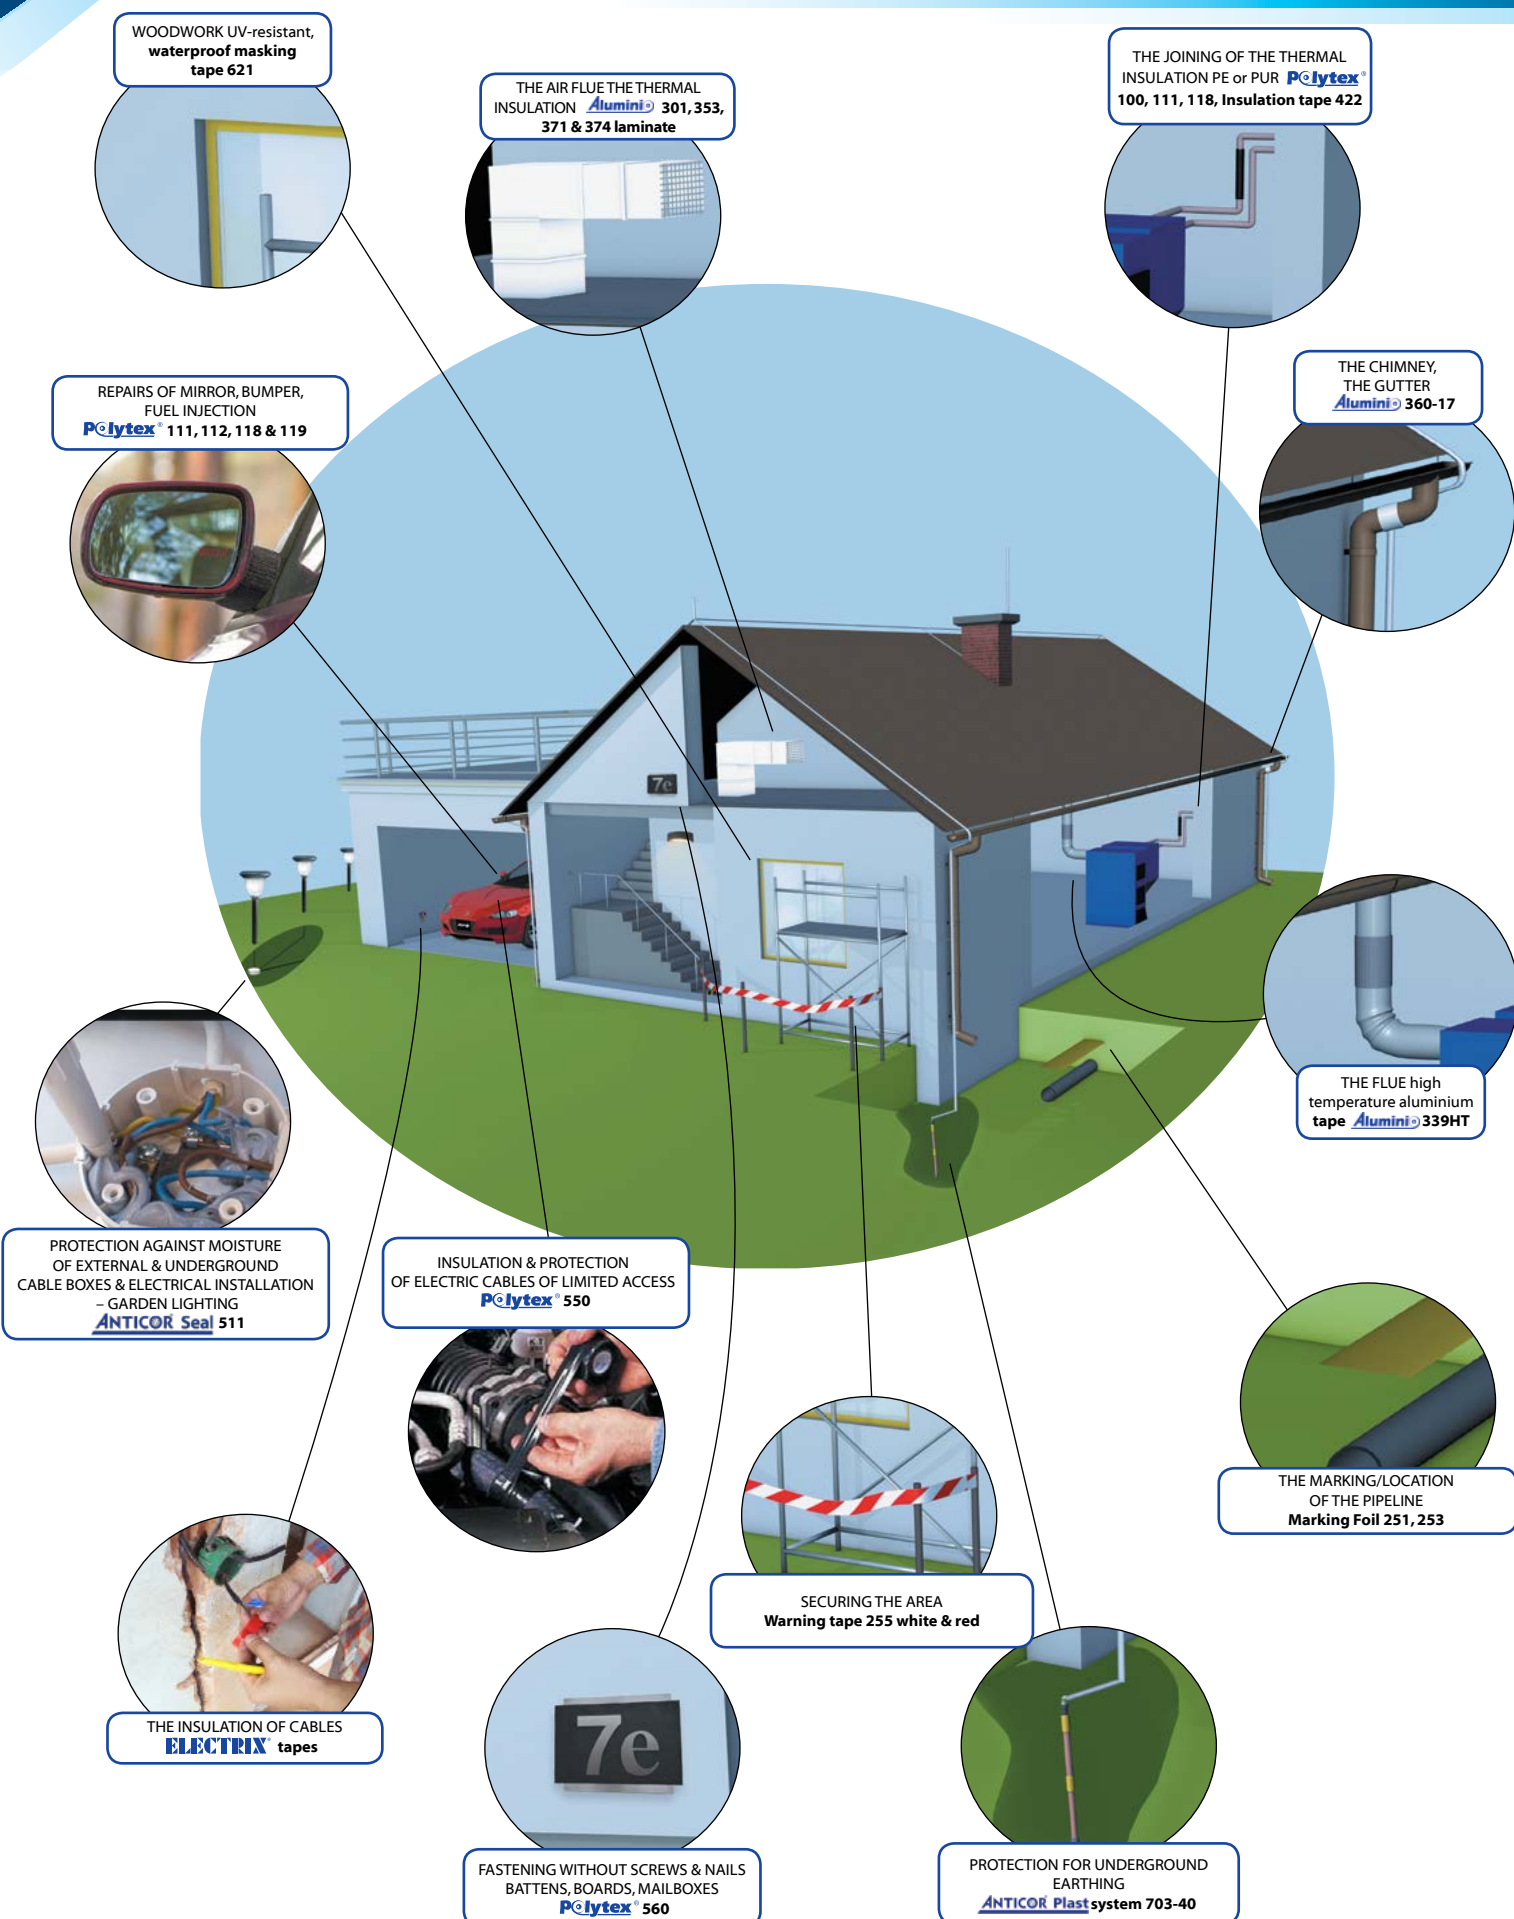 WOODWORK UV-resistant,
waterproof masking
tape 621
THE AIR FLUE THE THERMAL
INSULATION Aluminio 301, 353,
371 & 374 laminate
THE JOINING OF THE THERMAL
INSULATION PE or PUR Polytex®
100, 111, 118, Insulation tape 422
REPAIRS OF MIRROR, BUMPER,
FUEL INJECTION
Polytex® 111, 112, 118 & 119
THE CHIMNEY,
THE GUTTER
Aluminio 360-17
7e
THE FLUE high
temperature aluminium
tape Aluminio 339HT
PROTECTION AGAINST MOISTURE
OF EXTERNAL & UNDERGROUND
CABLE BOXES & ELECTRICAL INSTALLATION
– GARDEN LIGHTING
ANTICOR Seal 511
INSULATION & PROTECTION
OF ELECTRIC CABLES OF LIMITED ACCESS
Polytex® 550
THE MARKING/LOCATION
OF THE PIPELINE
Marking Foil 251, 253
SECURING THE AREA
Warning tape 255 white & red
THE INSULATION OF CABLES
ELECTRIX® tapes
7e
FASTENING WITHOUT SCREWS & NAILS
BATTENS, BOARDS, MAILBOXES
Polytex® 560
PROTECTION FOR UNDERGROUND
EARTHING
ANTICOR Plast system 703-40